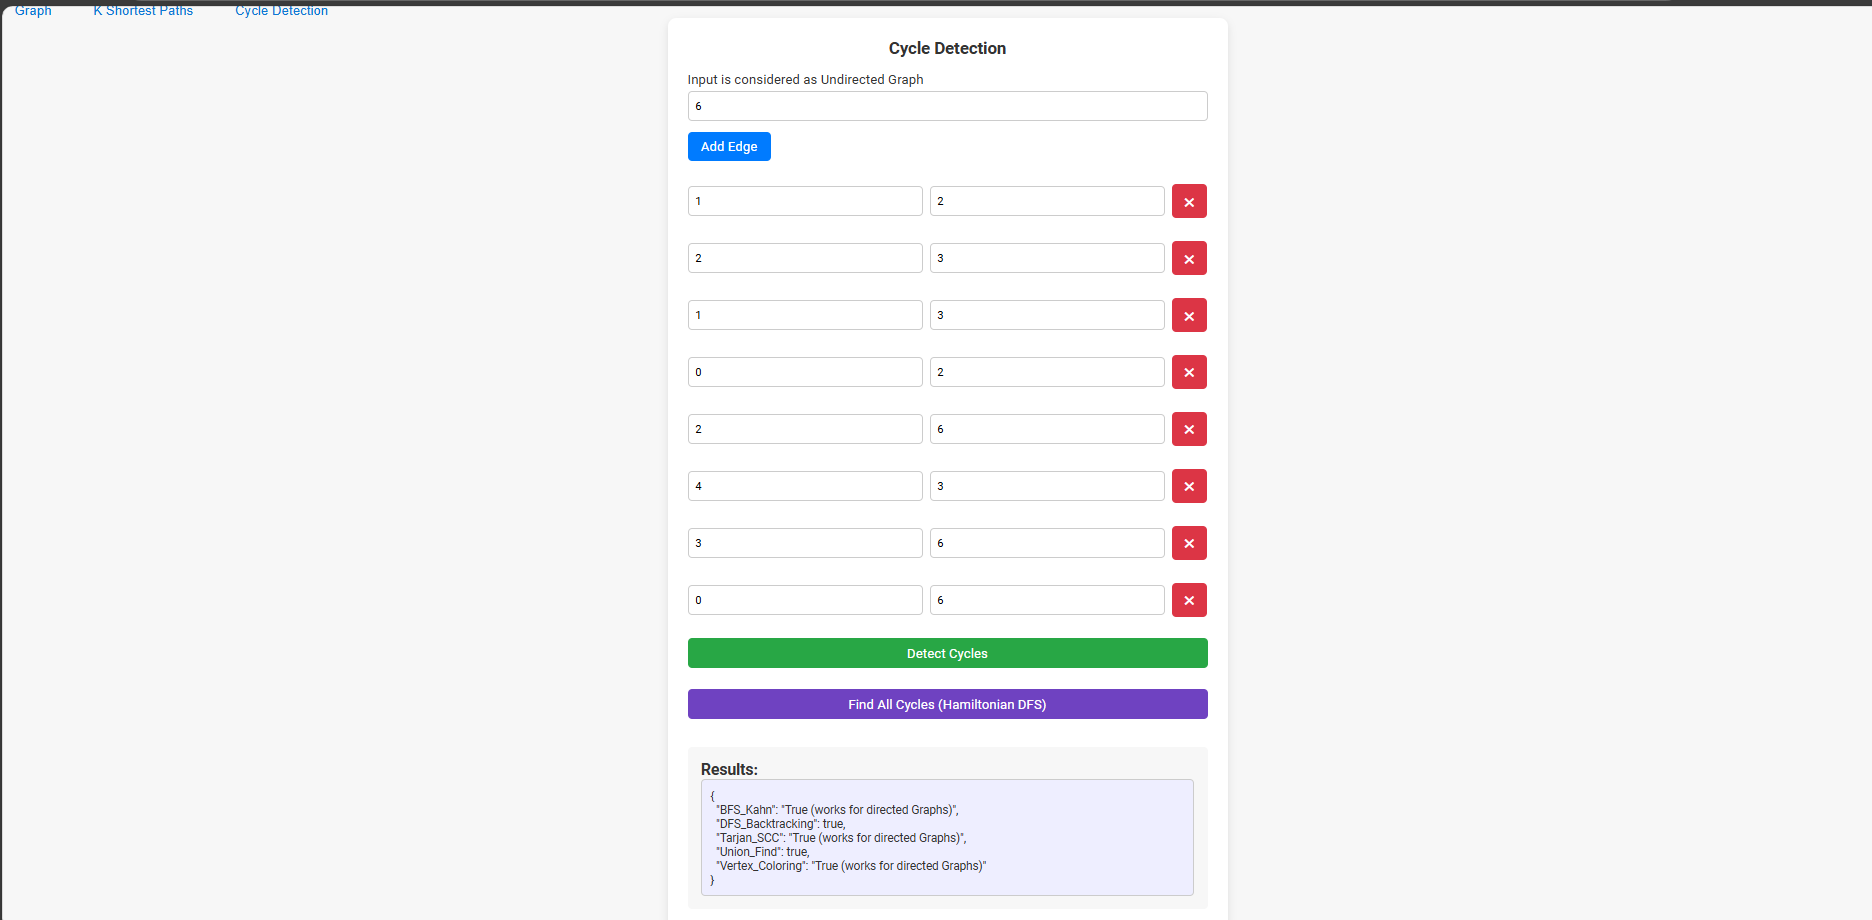 Graph K Shortest Paths Cycle Detection
Cycle Detection
Input is considered as Undirected Graph
6
Add Edge
1 2 ×
2 3 ×
1 3 ×
0 2 ×
2 6 ×
4 3 ×
3 6 ×
0 6 ×
Detect Cycles
Find All Cycles (Hamiltonian DFS)
Results:
{
"BFS_Kahn": "True (works for directed Graphs)",
"DFS_Backtracking": true,
"Tarjan_SCC": "True (works for directed Graphs)",
"Union_Find": true,
"Vertex_Coloring": "True (works for directed Graphs)"
}